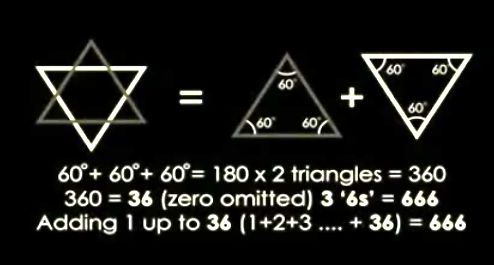 = +
60° 60° 60°
60° 60° 60°
60°+ 60°+ 60°= 180 x 2 triangles = 360
360 = 36 (zero omitted) 3 '6s' = 666
Adding 1 up to 36 (1+2+3 .... + 36) = 666